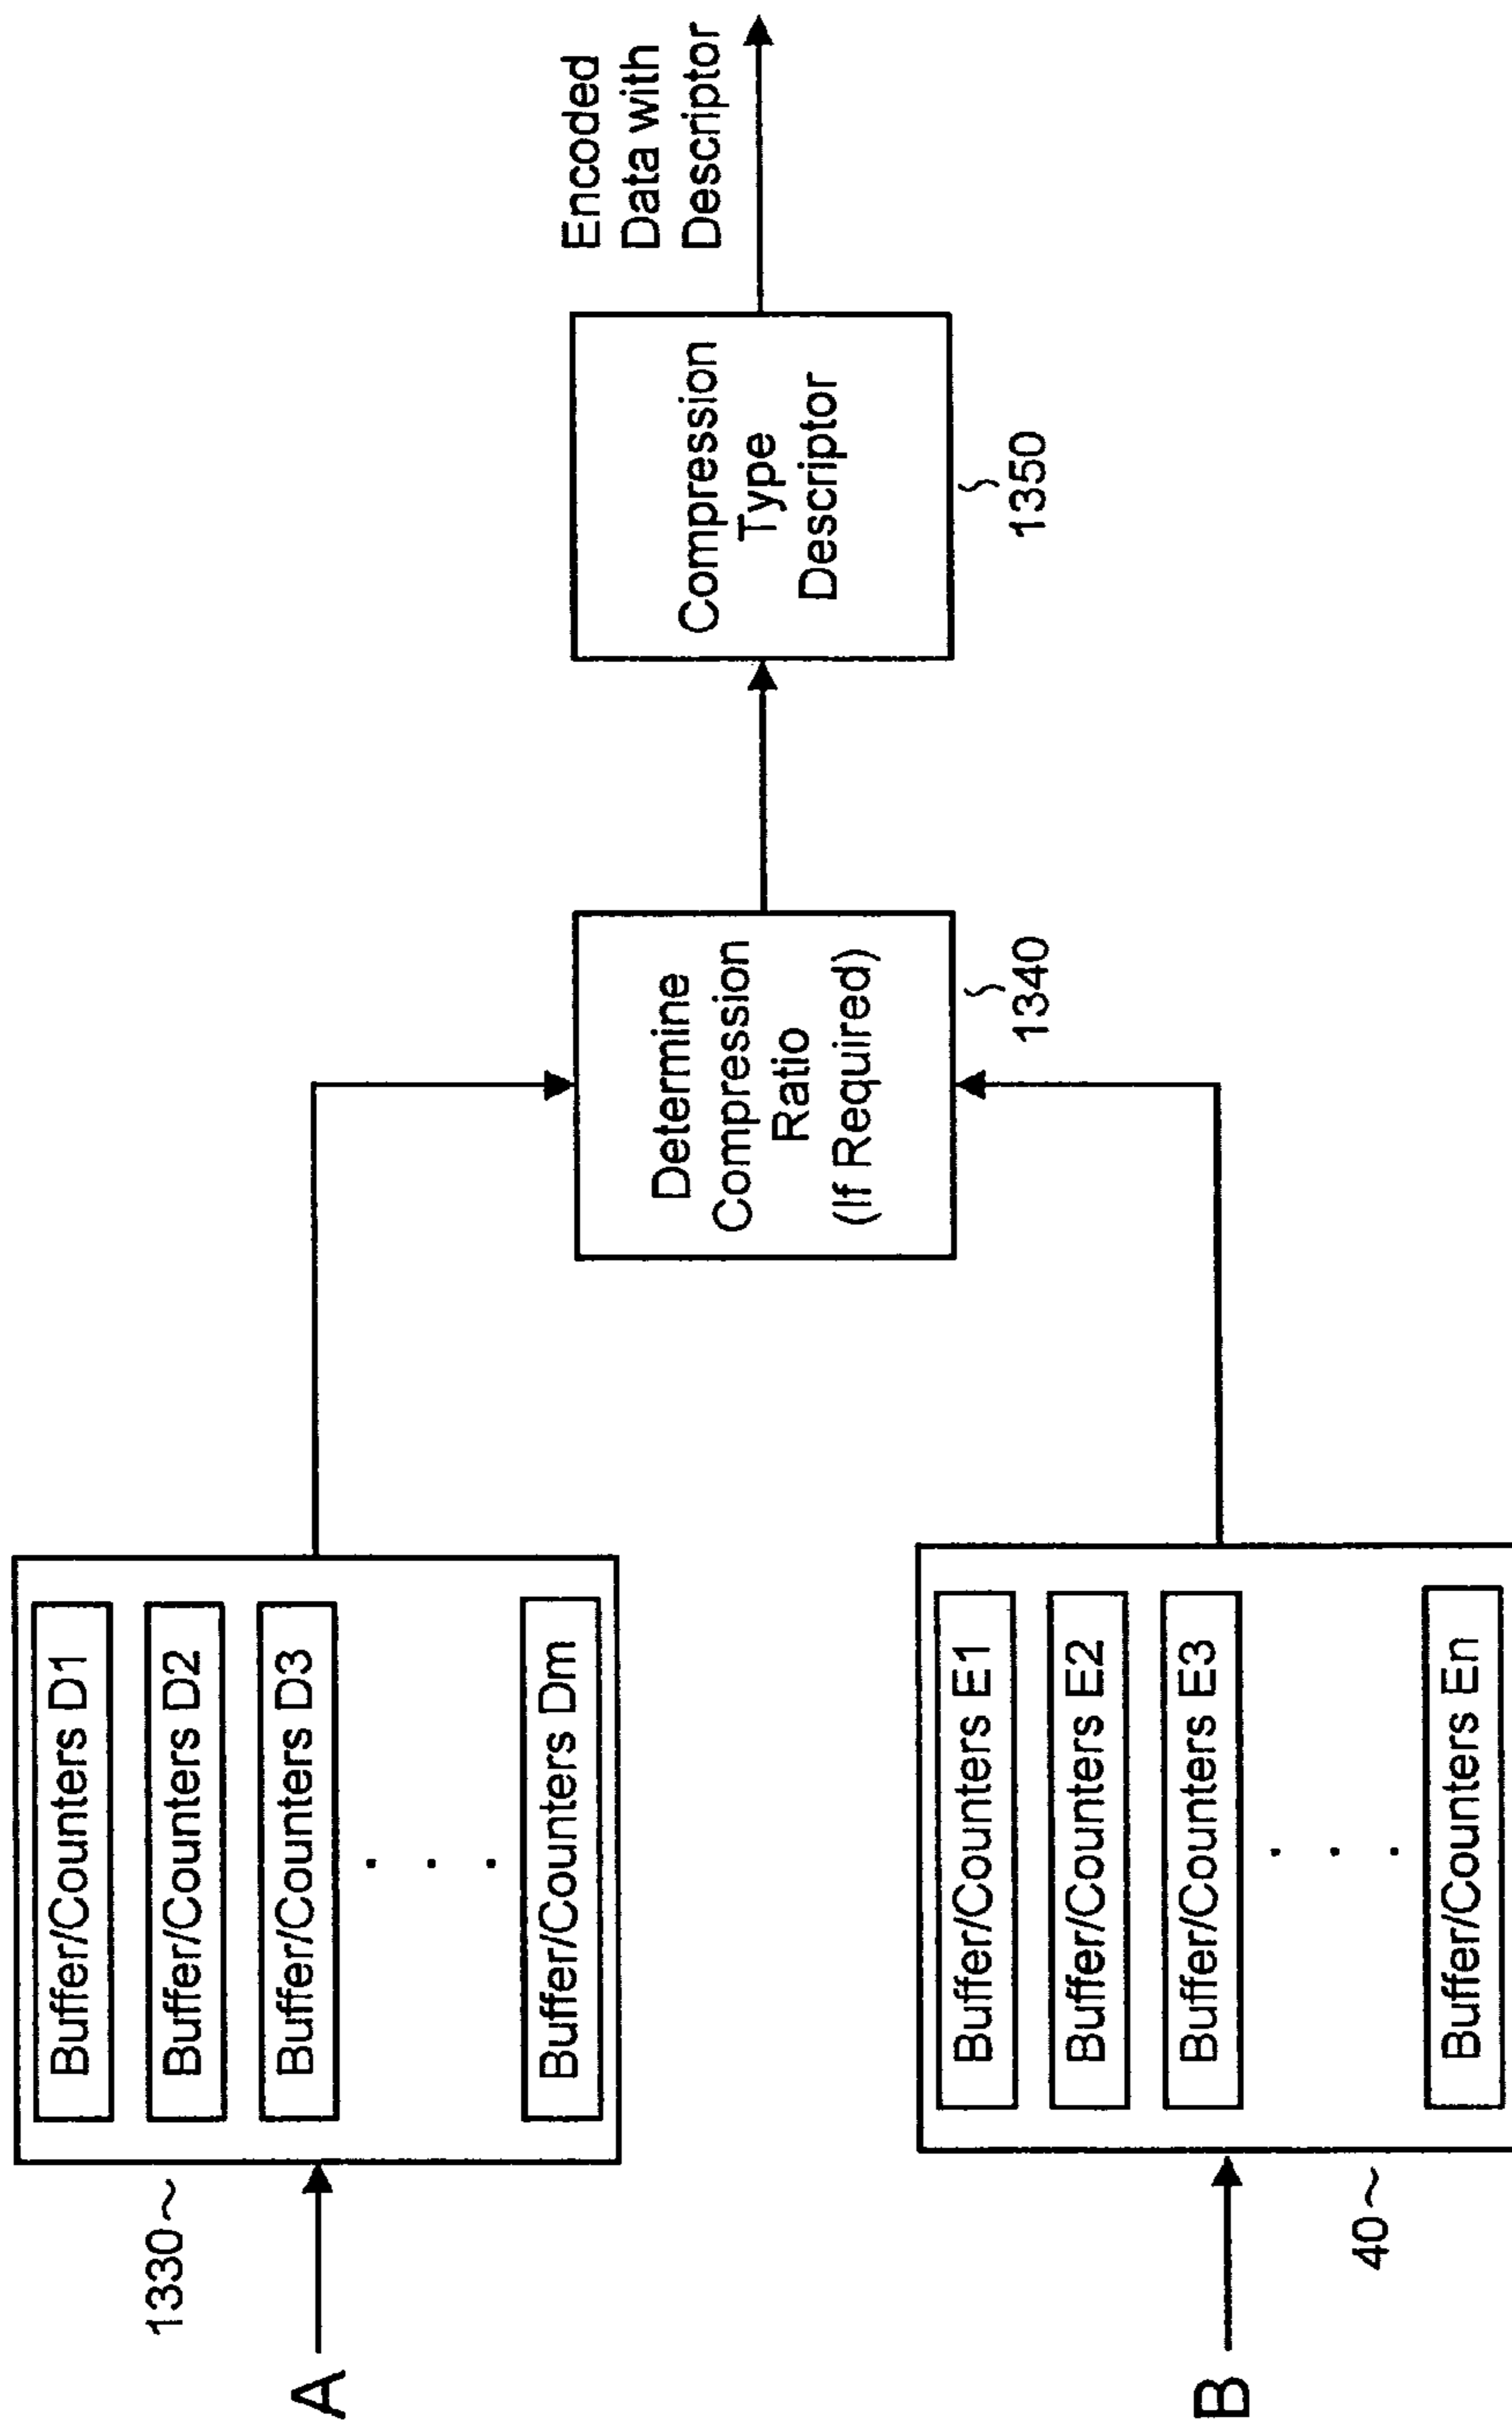 A
1330
Buffer/Counters D1
Buffer/Counters D2
Buffer/Counters D3
. . .
Buffer/Counters Dm
B
40
Buffer/Counters E1
Buffer/Counters E2
Buffer/Counters E3
. . .
Buffer/Counters En
Determine
Compression
Ratio
(If Required)
1340
Compression
Type
Descriptor
1350
Encoded
Data with
Descriptor